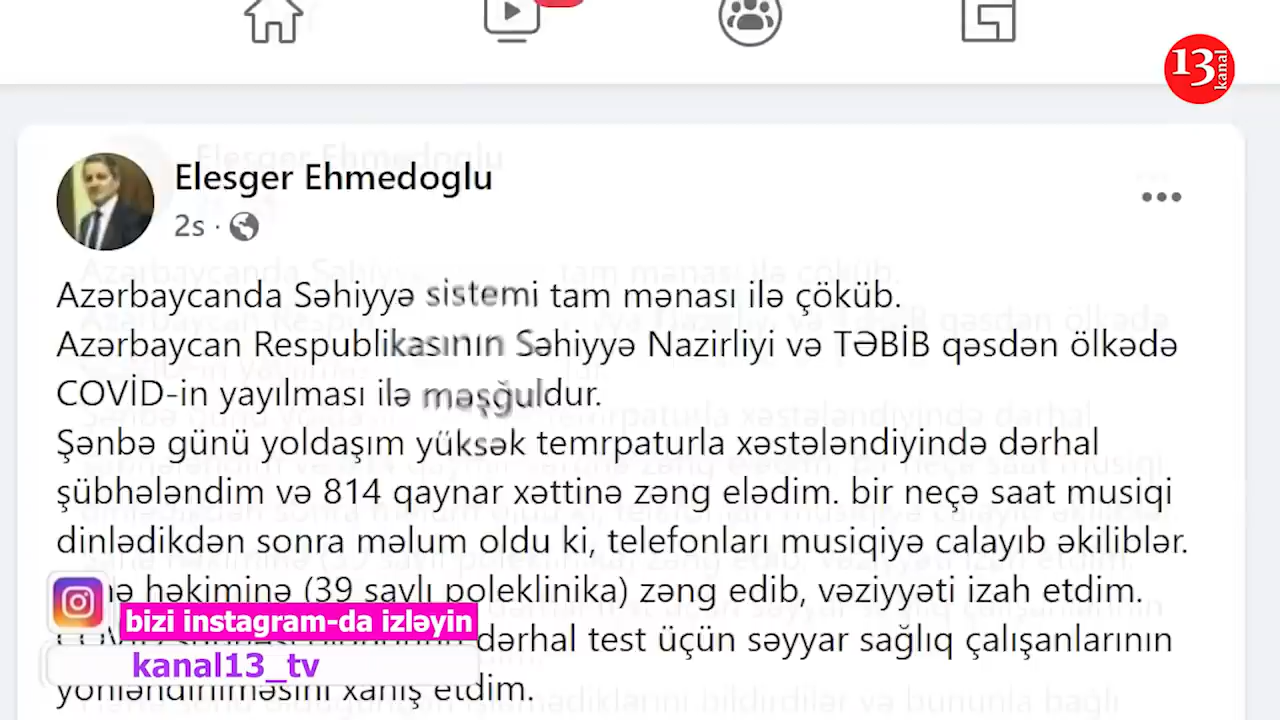 13 kanal
Elesger Ehmedoglu
2s ·
Azərbaycanda Səhiyyə sistemi tam mənası ilə çöküb.
Azərbaycan Respublikasının Səhiyyə Nazirliyi və TƏBİB qəsdən ölkədə
COVİD-in yayılması ilə məşğuldur.
Şənbə günü yoldaşım yüksək temrpaturla xəstələndiyində dərhal
şübhələndim və 814 qaynar xəttinə zəng elədim. bir neçə saat musiqi
dinlədikdən sonra məlum oldu ki, telefonları musiqiyə calayıb əkiliblər.
həkiminə (39 saylı poleklinika) zəng edib, vəziyyəti izah etdim.
bizi instagram-da izləyin
dərhal test üçün səyyar sağlıq çalışanlarının
kanal13_tv
yönləndirilməsini xahiş etdim.